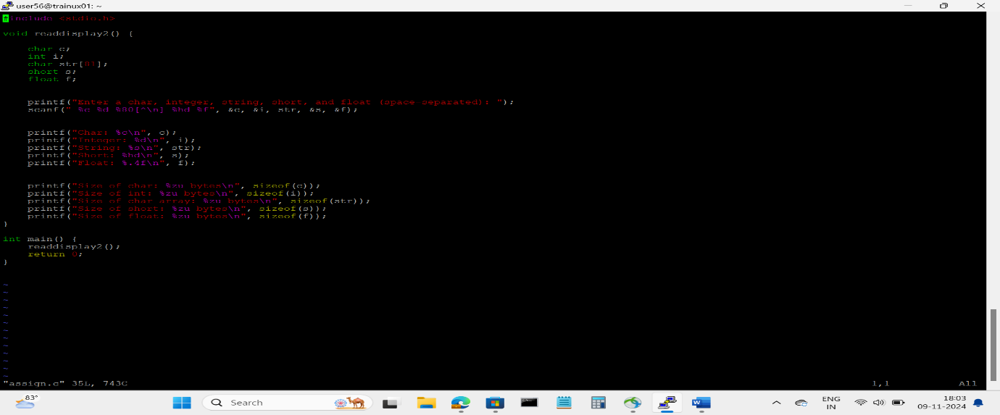 user56@trainux01: ~
#include <stdio.h>
void readdisplay2() {
char c;
int i;
char str[81];
short s;
float f;
printf("Enter a char, integer, string, short, and float (space separated): ");
scanf(" %c %d %80[^\n] %hd %f", &c, &i, str, &s, &f);
printf("Char: %c\n", c);
printf("Integer: %d\n", i);
printf("String: %s\n", str);
printf("Short: %hd\n", s);
printf("Float: %.4f\n", f);
printf("Size of char: %zu bytes\n", sizeof(c));
printf("Size of int: %zu bytes\n", sizeof(i));
printf("Size of char array: %zu bytes\n", sizeof(str));
printf("Size of short: %zu bytes\n", sizeof(s));
printf("Size of float: %zu bytes\n", sizeof(f));
}
int main() {
readdisplay2();
return 0;
}
~
~
~
~
~
~
~
~
~
~
~
~
~
"assign.c" 35L, 743C 1,1 All
83°
Search
ENG
IN
18:03
09-11-2024